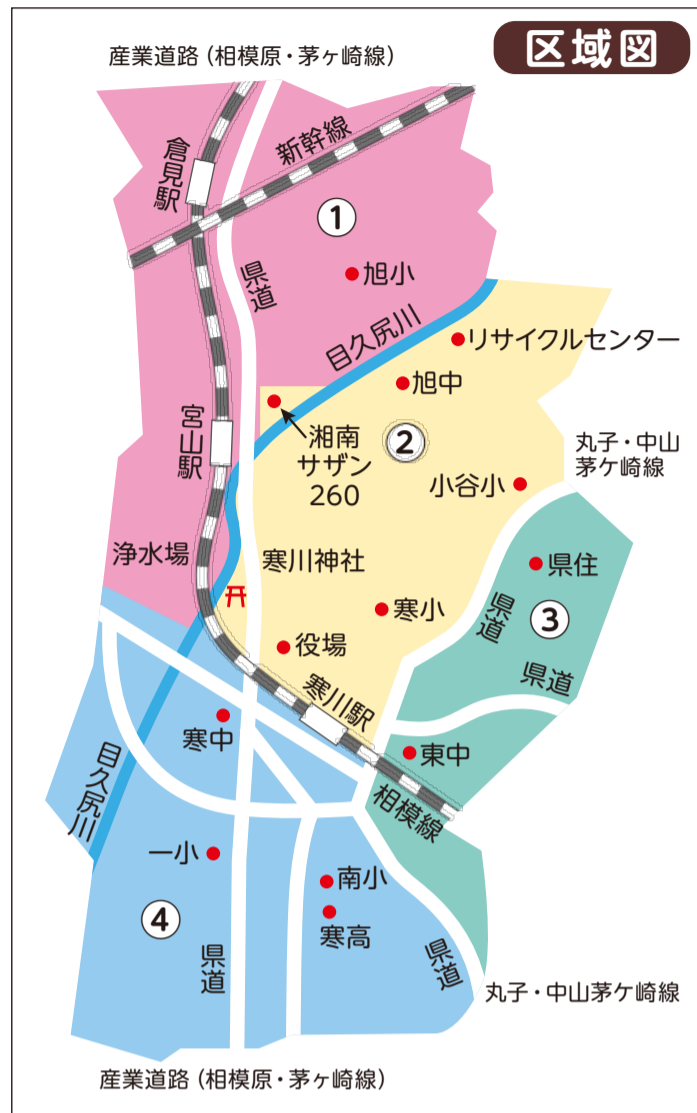 区域図
産業道路（相模原・茅ヶ崎線）
新幹線
倉見駅
①
県道
旭小
目久尻川
リサイクルセンター
旭中
宮山駅
湘南
サザン
260
②
丸子・中山
茅ケ崎線
小谷小
浄水場
寒川神社
県住
寒小
県道
③
役場
県道
寒川駅
寒中
東中
目久尻川
相模線
一小
南小
④
寒高
県道
県道
丸子・中山茅ケ崎線
産業道路（相模原・茅ヶ崎線）